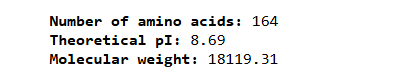 Number of amino acids: 164
Theoretical pI: 8.69
Molecular weight: 18119.31